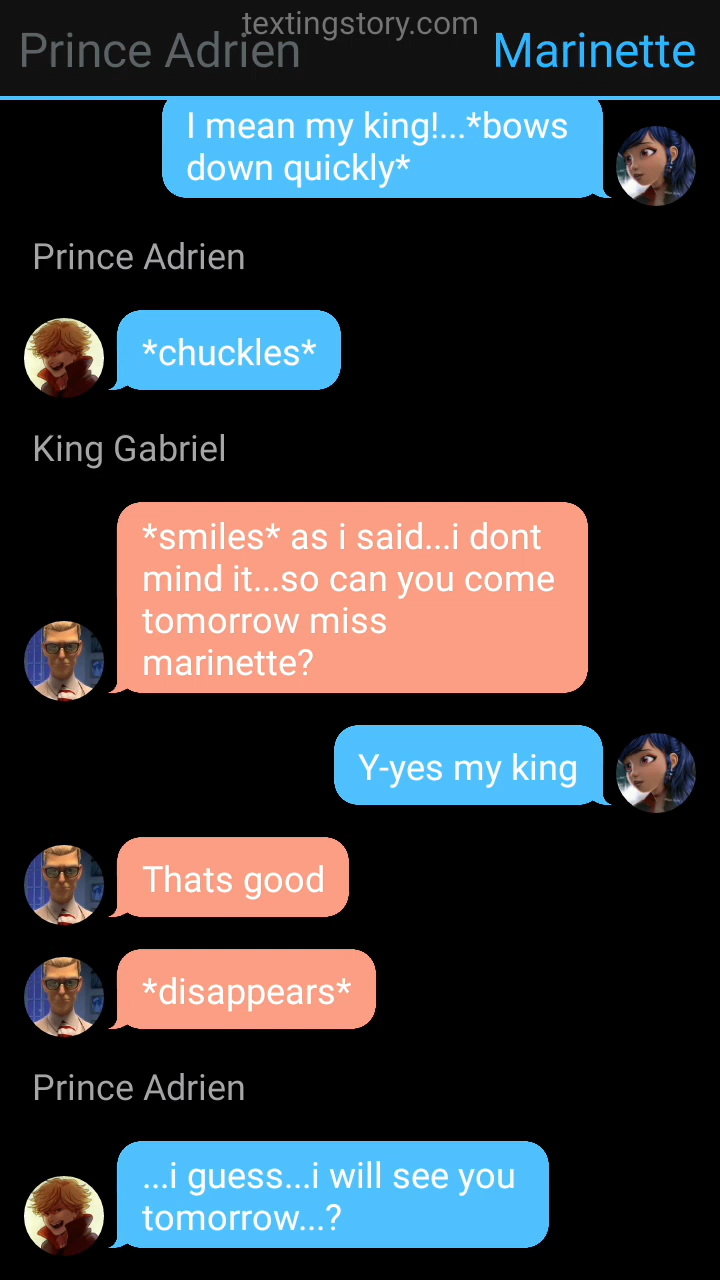 textingstory.com
Prince Adrien
Marinette
I mean my king!...*bows
down quickly*
Prince Adrien
*chuckles*
King Gabriel
*smiles* as i said...i dont
mind it...so can you come
tomorrow miss
marinette?
Y-yes my king
Thats good
*disappears*
Prince Adrien
...i guess...i will see you
tomorrow...?